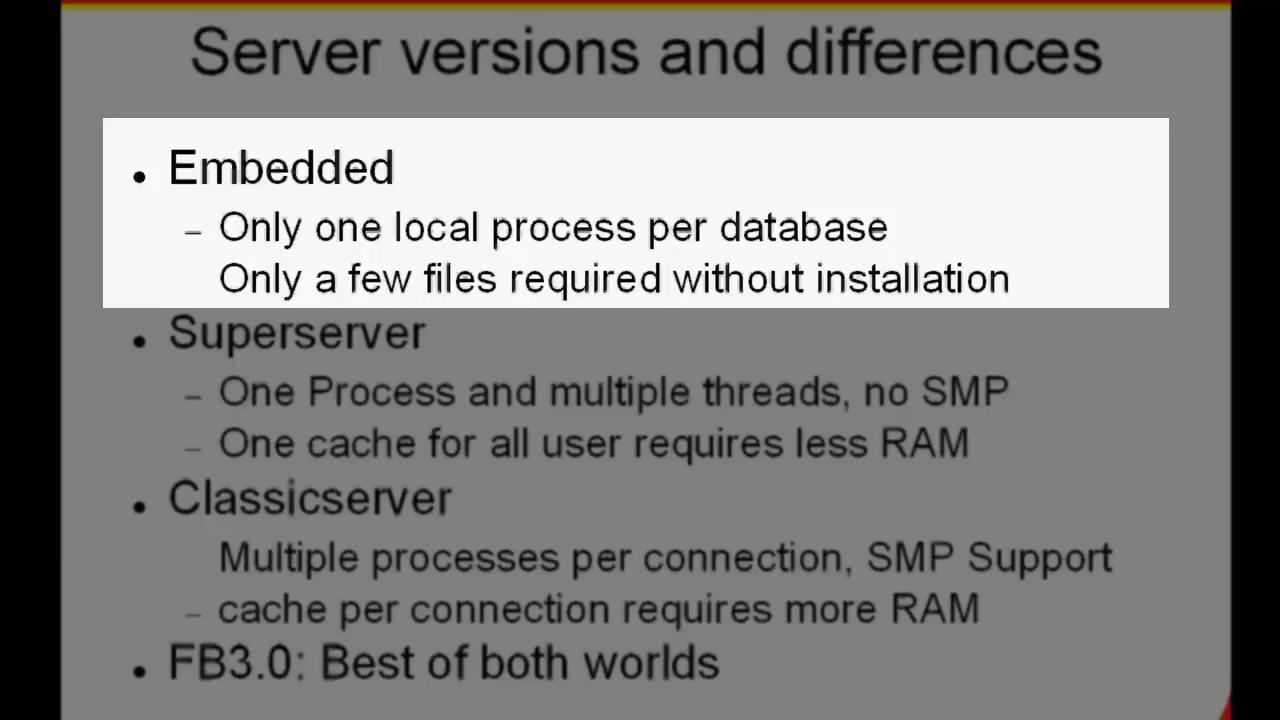 Server versions and differences
• Embedded
– Only one local process per database
Only a few files required without installation
• Superserver
– One Process and multiple threads, no SMP
– One cache for all user requires less RAM
• Classicserver
Multiple processes per connection, SMP Support
– cache per connection requires more RAM
• FB3.0: Best of both worlds